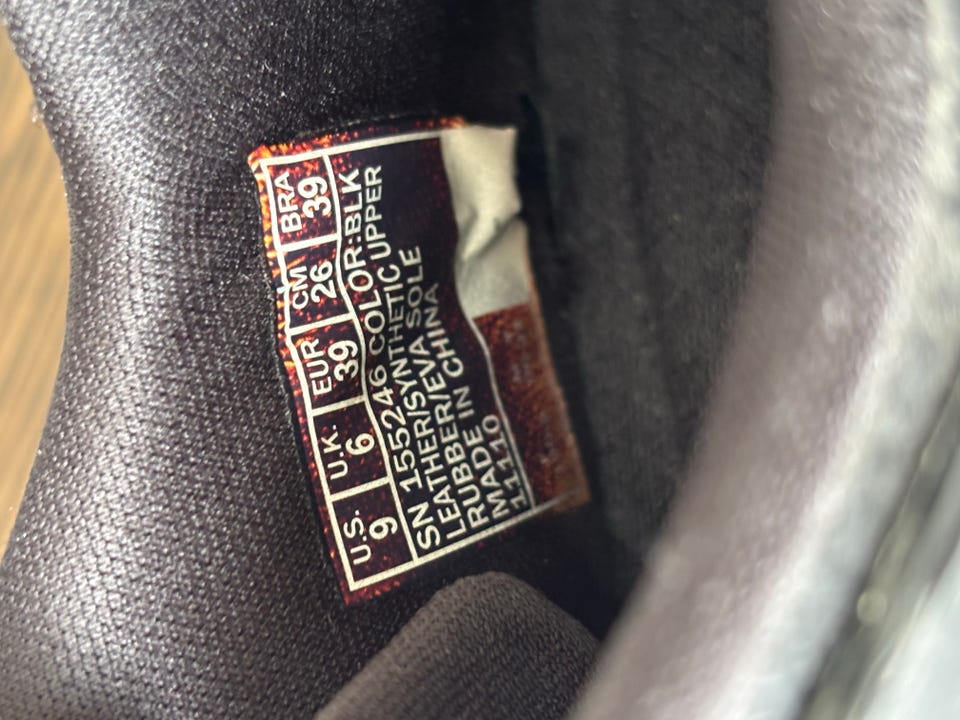 U.S. U.K. EUR CM BRA
9 6 39 26 39
SN 155246 COLOR:BLK
LEATHER/SYNTHETIC UPPER
RUBBER/EVA SOLE
MADE IN CHINA
11110